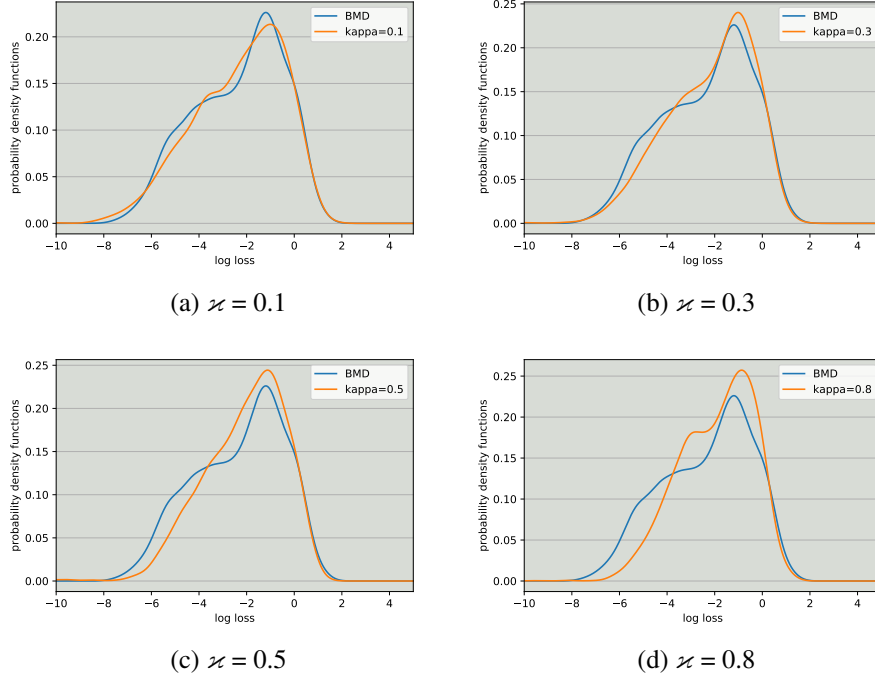 probability density functions
0.20
0.15
0.10
0.05
0.00
−10 −8 −6 −4 −2 0 2 4
log loss
BMD
kappa=0.1
(a) ϰ = 0.1
probability density functions
0.25
0.20
0.15
0.10
0.05
0.00
−10 −8 −6 −4 −2 0 2 4
log loss
BMD
kappa=0.3
(b) ϰ = 0.3
probability density functions
0.25
0.20
0.15
0.10
0.05
0.00
−10 −8 −6 −4 −2 0 2 4
log loss
BMD
kappa=0.5
(c) ϰ = 0.5
probability density functions
0.25
0.20
0.15
0.10
0.05
0.00
−10 −8 −6 −4 −2 0 2 4
log loss
BMD
kappa=0.8
(d) ϰ = 0.8